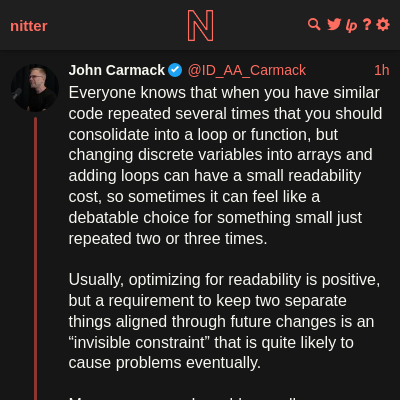 nitter
N
lp ?
John Carmack @ID_AA_Carmack 1h
Everyone knows that when you have similar
code repeated several times that you should
consolidate into a loop or function, but
changing discrete variables into arrays and
adding loops can have a small readability
cost, so sometimes it can feel like a
debatable choice for something small just
repeated two or three times.
Usually, optimizing for readability is positive,
but a requirement to keep two separate
things aligned through future changes is an
“invisible constraint” that is quite likely to
cause problems eventually.